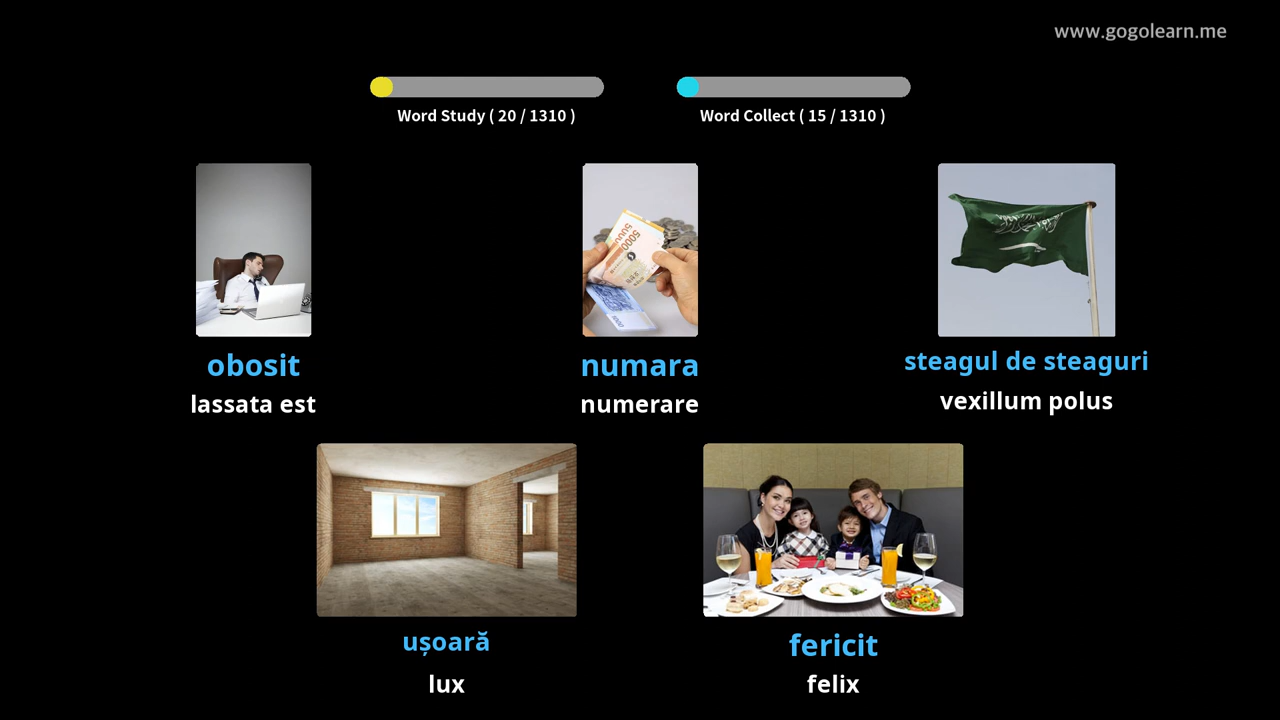 www.gogolearn.me
Word Study ( 20 / 1310 )
Word Collect ( 15 / 1310 )
obosit
lassata est
numara
numerare
steagul de steaguri
vexillum polus
ușoară
lux
fericit
felix